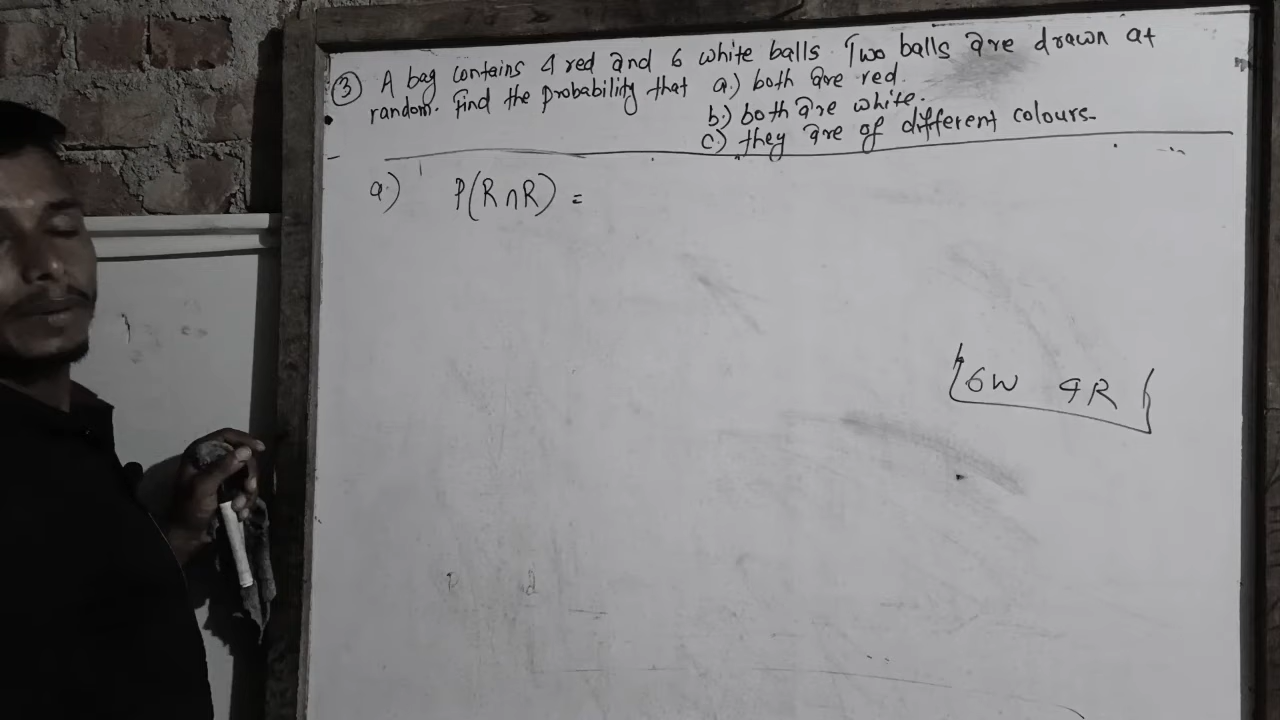 ③ A bag contains 4 red and 6 white balls. Two balls are drawn at
random. Find the probability that a.) both are red.
b.) both are white.
c.) they are of different colours.
a.) P(R∩R) =
6W 4R